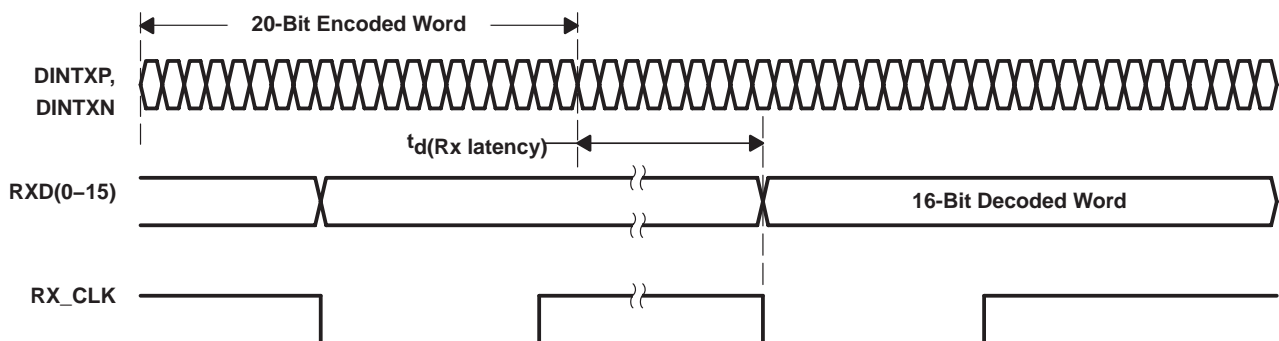 20-Bit Encoded Word
DINTXP,
DINTXN
td(Rx latency)
RXD(0–15)
16-Bit Decoded Word
RX_CLK